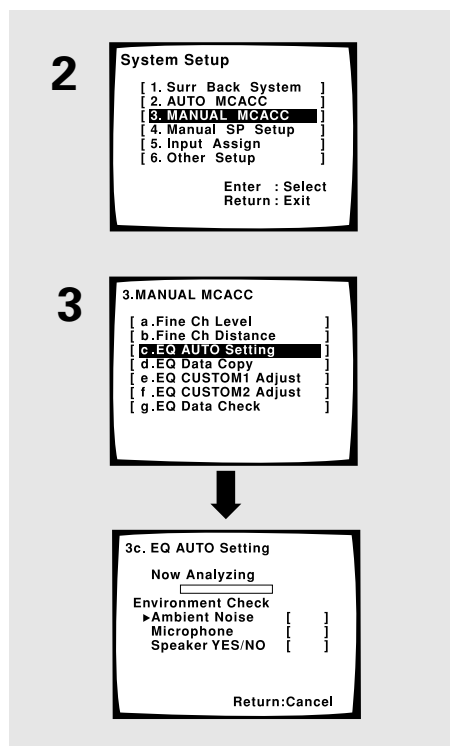 2
System Setup
[ 1. Surr Back System ]
[ 2. AUTO MCACC ]
[ 3. MANUAL MCACC ]
[ 4. Manual SP Setup ]
[ 5. Input Assign ]
[ 6. Other Setup ]
Enter : Select
Return : Exit
3
3.MANUAL MCACC
[ a.Fine Ch Level ]
[ b.Fine Ch Distance ]
[ c.EQ AUTO Setting ]
[ d.EQ Data Copy ]
[ e.EQ CUSTOM1 Adjust ]
[ f.EQ CUSTOM2 Adjust ]
[ g.EQ Data Check ]
3c. EQ AUTO Setting
Now Analyzing
Environment Check
▶Ambient Noise [ ]
Microphone [ ]
Speaker YES/NO [ ]
Return:Cancel